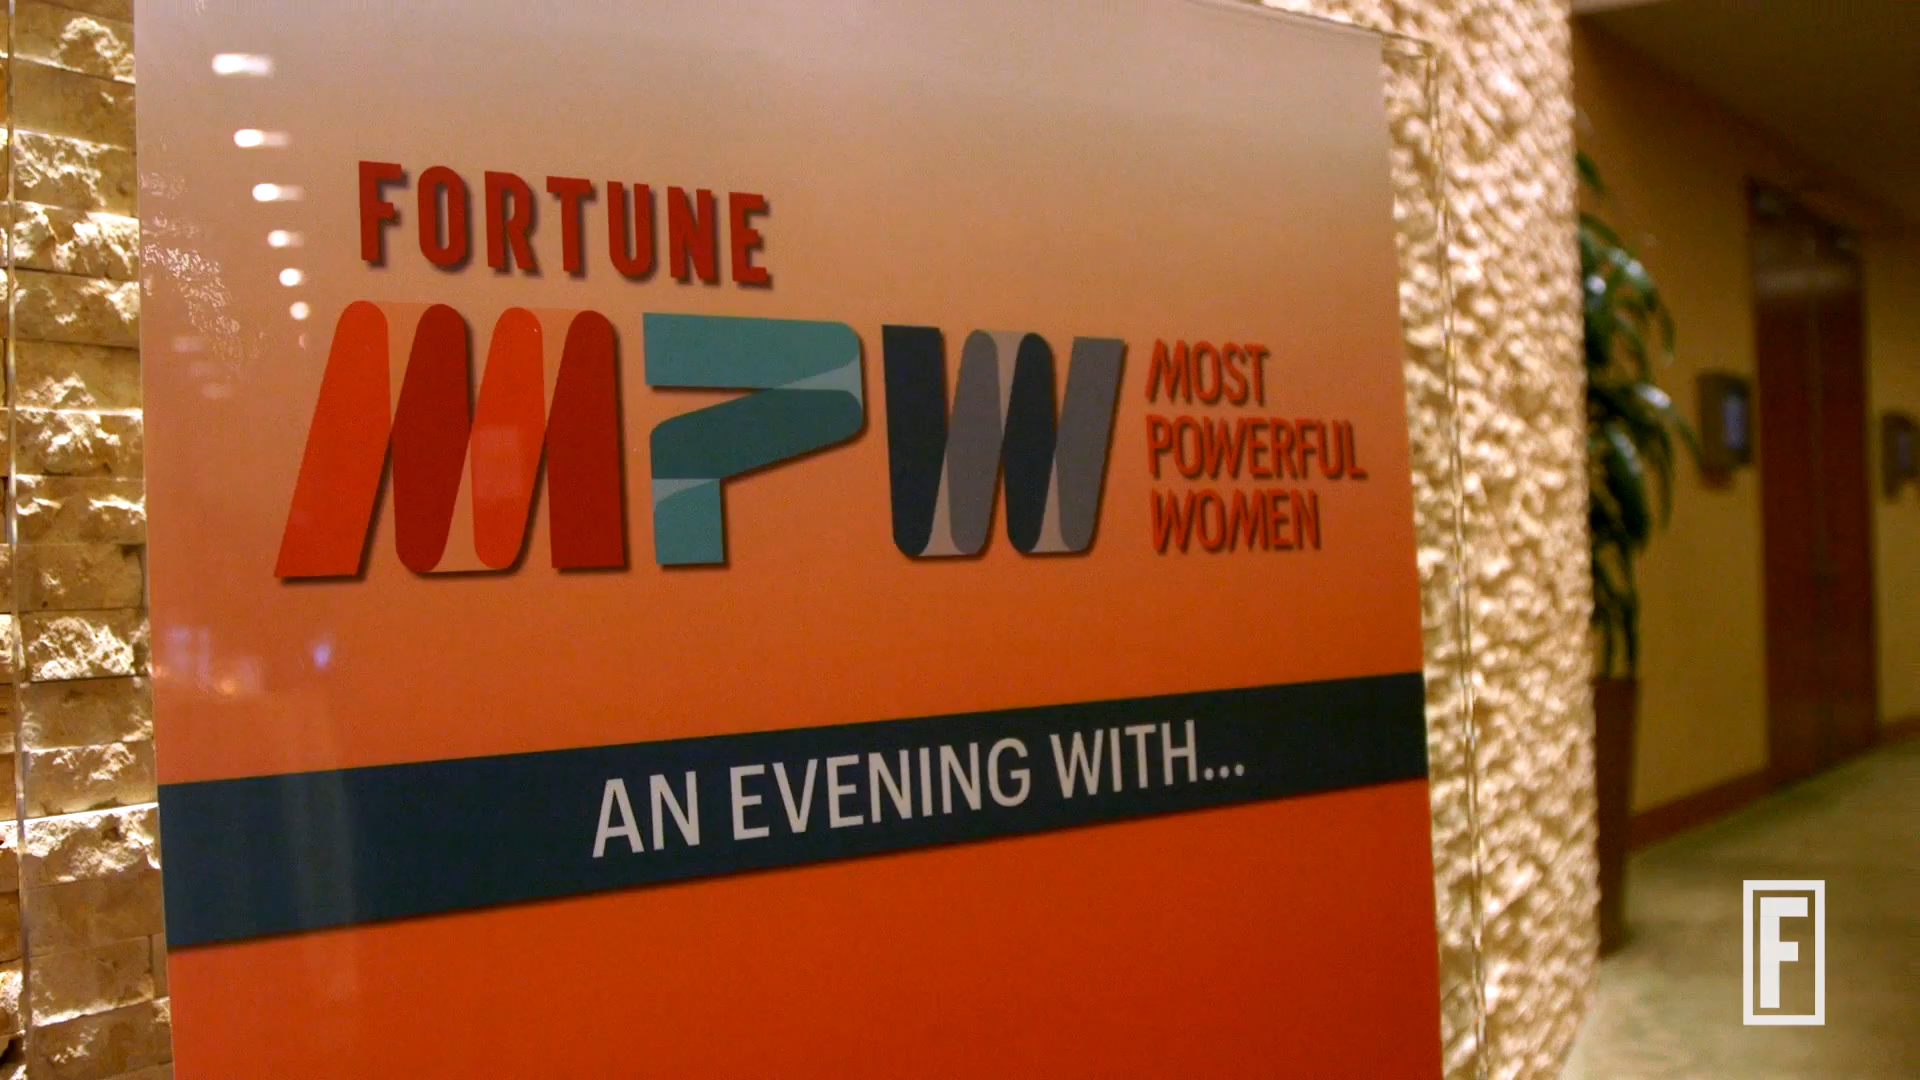 FORTUNE
MPW
MOST
POWERFUL
WOMEN
AN EVENING WITH...
F